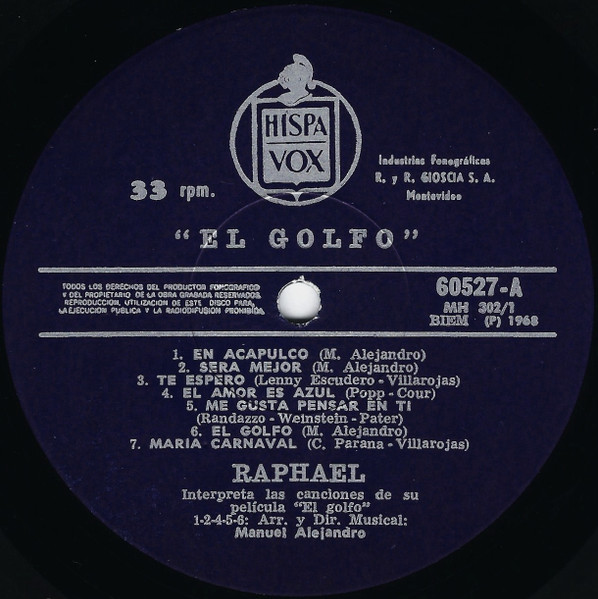 HISPA
VOX
Industrias Fonográficas
R. y R. GIOSCIA S. A.
Montevideo
33 rpm.
"EL GOLFO"
TODOS LOS DERECHOS DEL PRODUCTOR FONOGRAFICO
Y DEL PROPIETARIO DE LA OBRA GRABADA RESERVADOS.
REPRODUCCION, UTILIZACION DE ESTE DISCO PARA,
LA EJECUCION PUBLICA Y LA RADIODIFUSION PROHIBIDA.
60527-A
MH 302/1
BIEM (P) 1968
1. EN ACAPULCO (M. Alejandro)
2. SERA MEJOR (M. Alejandro)
3. TE ESPERO (Lenny Escudero - Villarojas)
4. EL AMOR ES AZUL (Popp - Cour)
5. ME GUSTA PENSAR EN TI
(Randazzo - Weinstein - Pater)
6. EL GOLFO (M. Alejandro)
7. MARIA CARNAVAL (C. Parana - Villarojas)
RAPHAEL
Interpreta las canciones de su
película "El golfo"
1-2-4-5-6: Arr. y Dir. Musical:
Manuel Alejandro